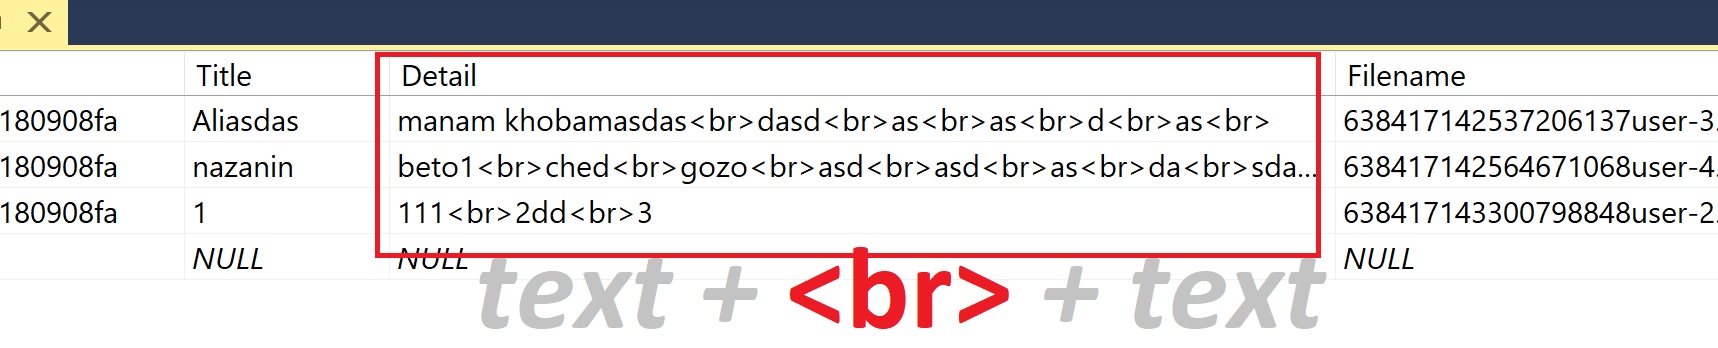 Title Detail Filename
180908fa Aliasdas manam khobamasdas<br>dasd<br>as<br>as<br>d<br>as<br>638417142537206137user-3.
180908fa nazanin beto1<br>ched<br>gozo<br>asd<br>asd<br>as<br>da<br>sda... 638417142564671068user-4.
180908fa 1 111<br>2dd<br>3 638417143300798848user-2.
NULL NULL NULL
text + <br> + text